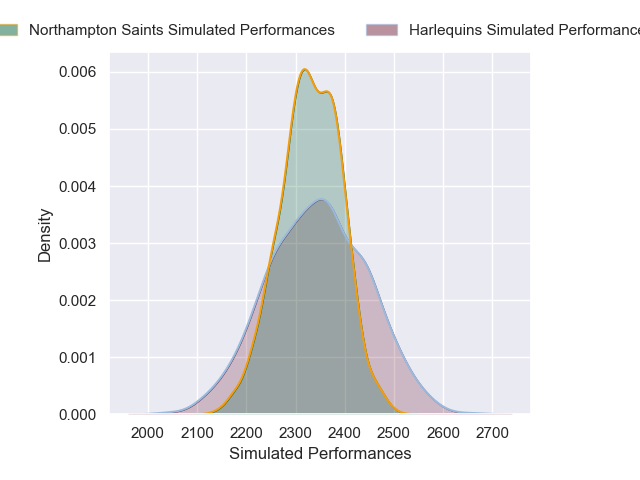 Northampton Saints Simulated Performances Harlequins Simulated Performance
0.006
0.005
0.004
0.003
0.002
0.001
0.000
Density
2000 2100 2200 2300 2400 2500 2600 2700
Simulated Performances